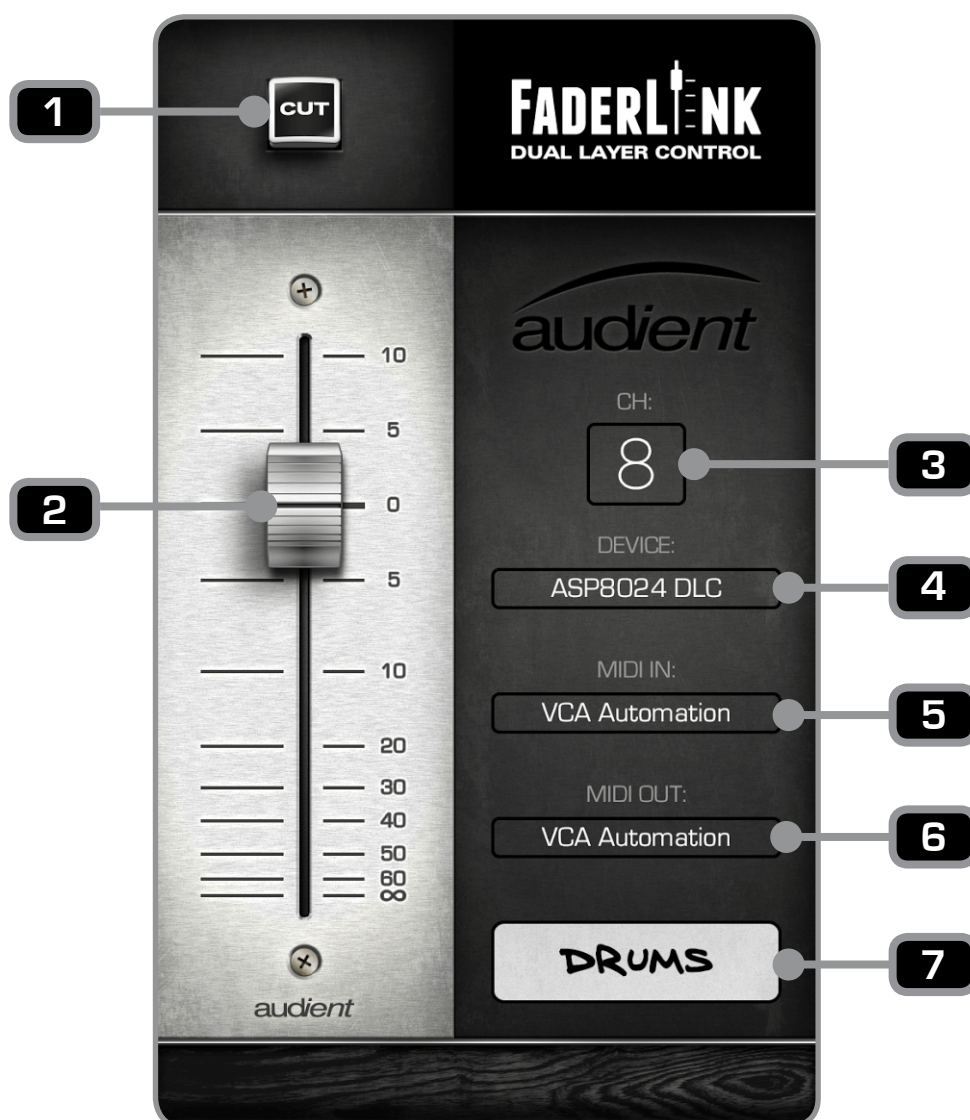 1
CUT
FADERLINK
DUAL LAYER CONTROL
audient
10
5
0
5
10
20
30
40
50
60
∞
audient
2
CH:
8
3
DEVICE:
ASP8024 DLC
4
MIDI IN:
VCA Automation
5
MIDI OUT:
VCA Automation
6
DRUMS
7